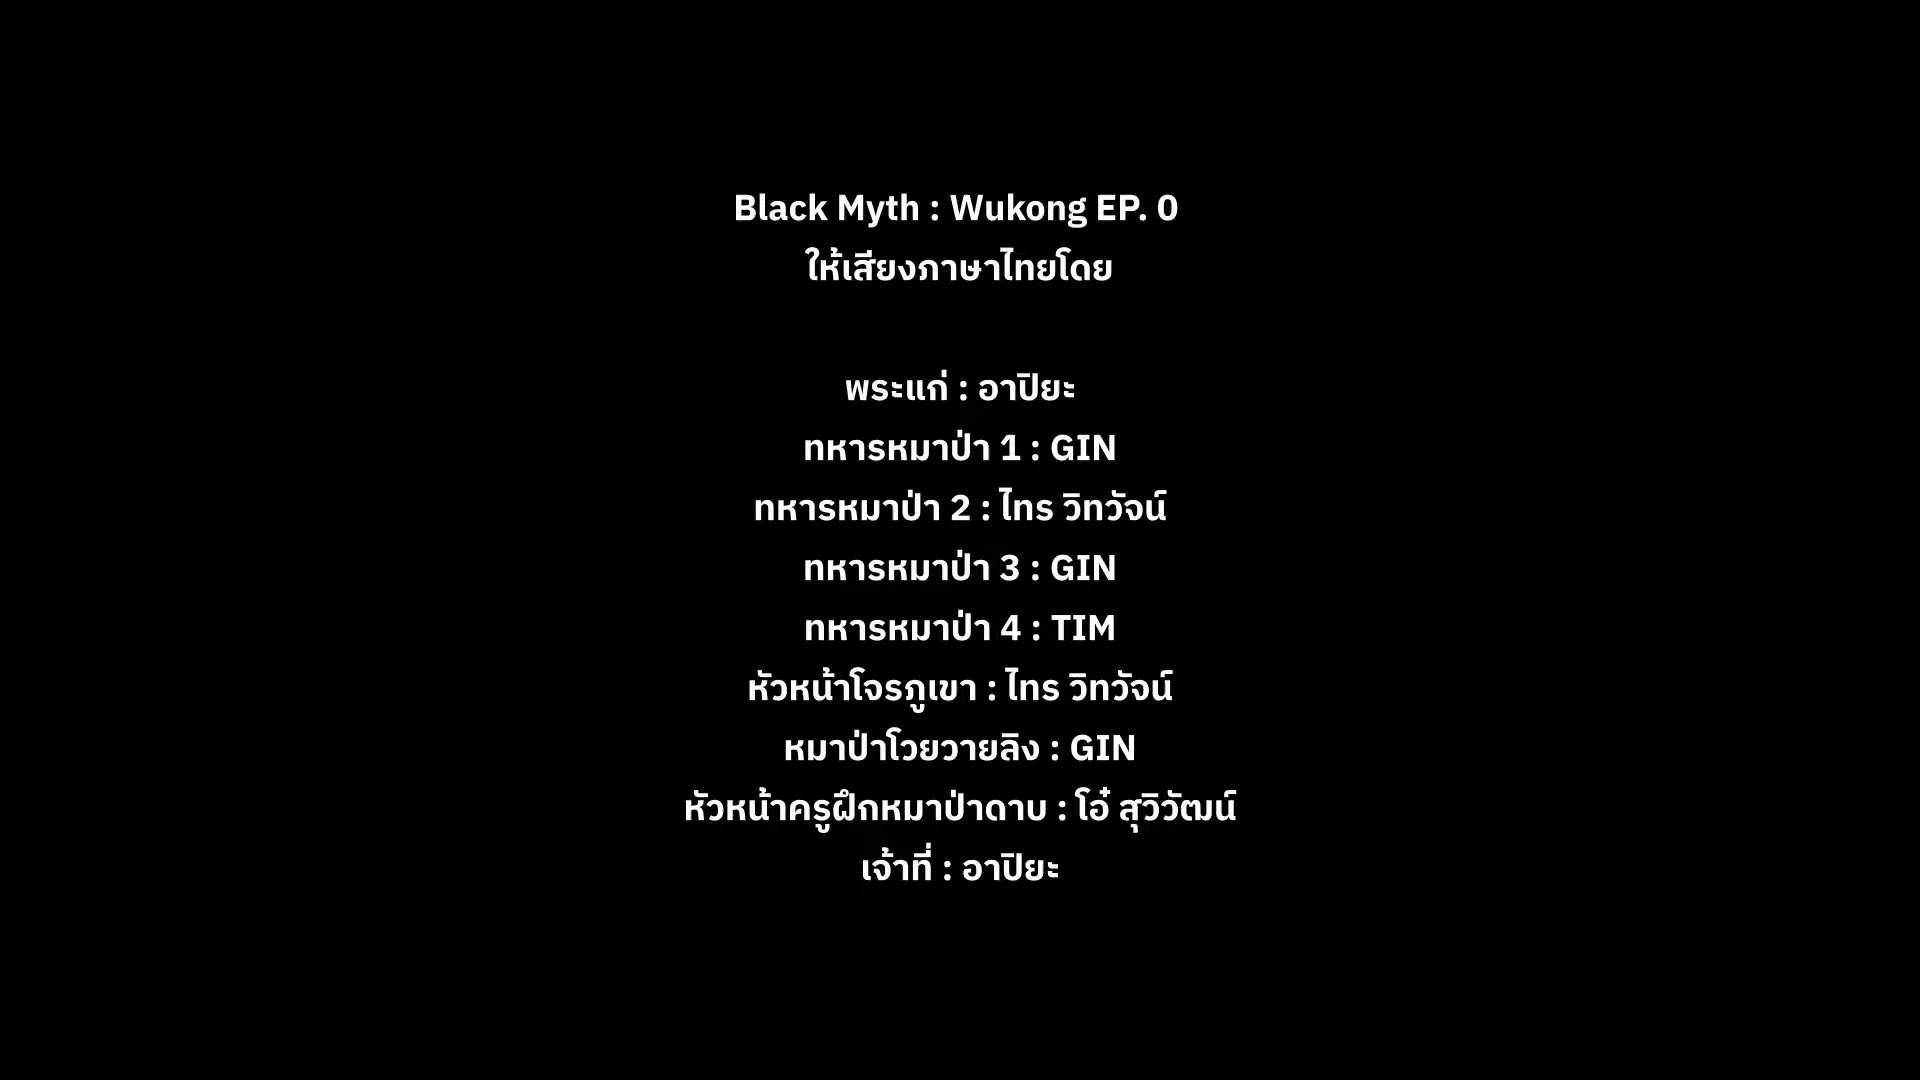 Black Myth : Wukong EP. 0
ให้เสียงภาษาไทยโดย
พระแก่ : อาปิยะ
ทหารหมาป่า 1 : GIN
ทหารหมาป่า 2 : ไทร วิทวัจน์
ทหารหมาป่า 3 : GIN
ทหารหมาป่า 4 : TIM
หัวหน้าโจรภูเขา : ไทร วิทวัจน์
หมาป่าโวยวายลิง : GIN
หัวหน้าครูฝึกหมาป่าดาบ : โอ๋ สุวิวัฒน์
เจ้าที่ : อาปิยะ